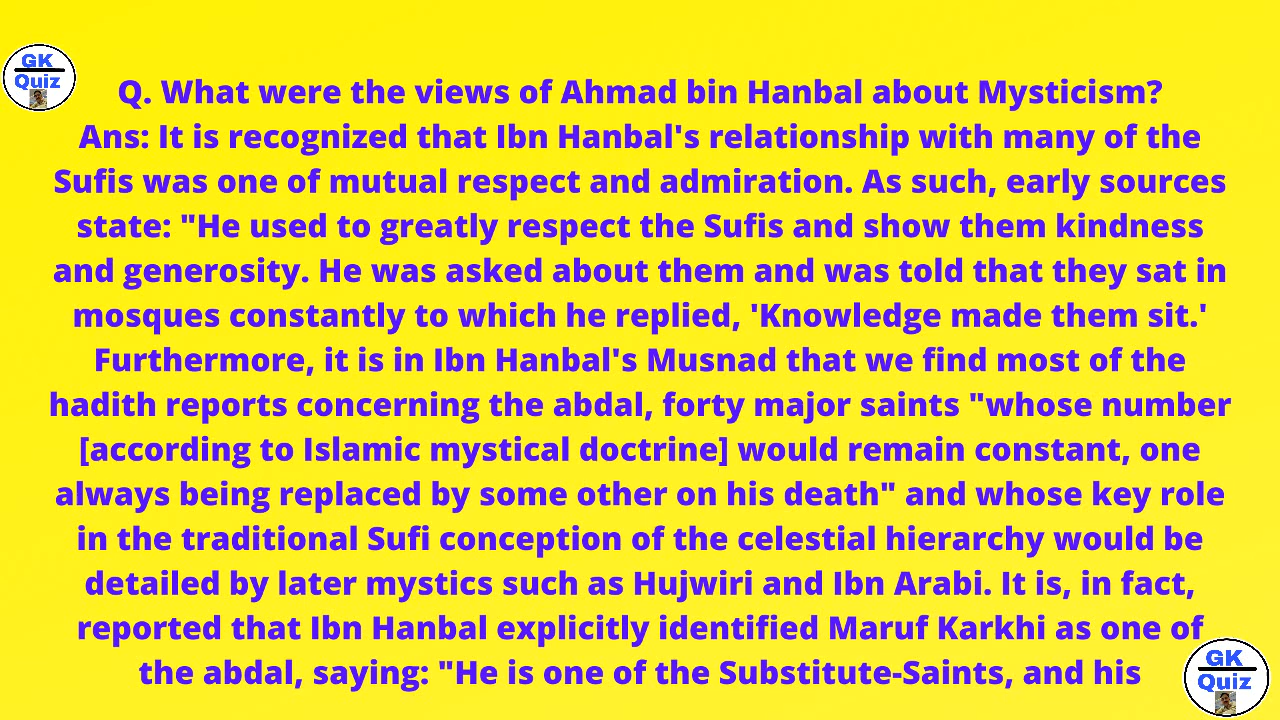 GK
Quiz
Q. What were the views of Ahmad bin Hanbal about Mysticism?
Ans: It is recognized that Ibn Hanbal's relationship with many of the
Sufis was one of mutual respect and admiration. As such, early sources
state: "He used to greatly respect the Sufis and show them kindness
and generosity. He was asked about them and was told that they sat in
mosques constantly to which he replied, 'Knowledge made them sit.'
Furthermore, it is in Ibn Hanbal's Musnad that we find most of the
hadith reports concerning the abdal, forty major saints "whose number
[according to Islamic mystical doctrine] would remain constant, one
always being replaced by some other on his death" and whose key role
in the traditional Sufi conception of the celestial hierarchy would be
detailed by later mystics such as Hujwiri and Ibn Arabi. It is, in fact,
reported that Ibn Hanbal explicitly identified Maruf Karkhi as one of
the abdal, saying: "He is one of the Substitute-Saints, and his
GK
Quiz